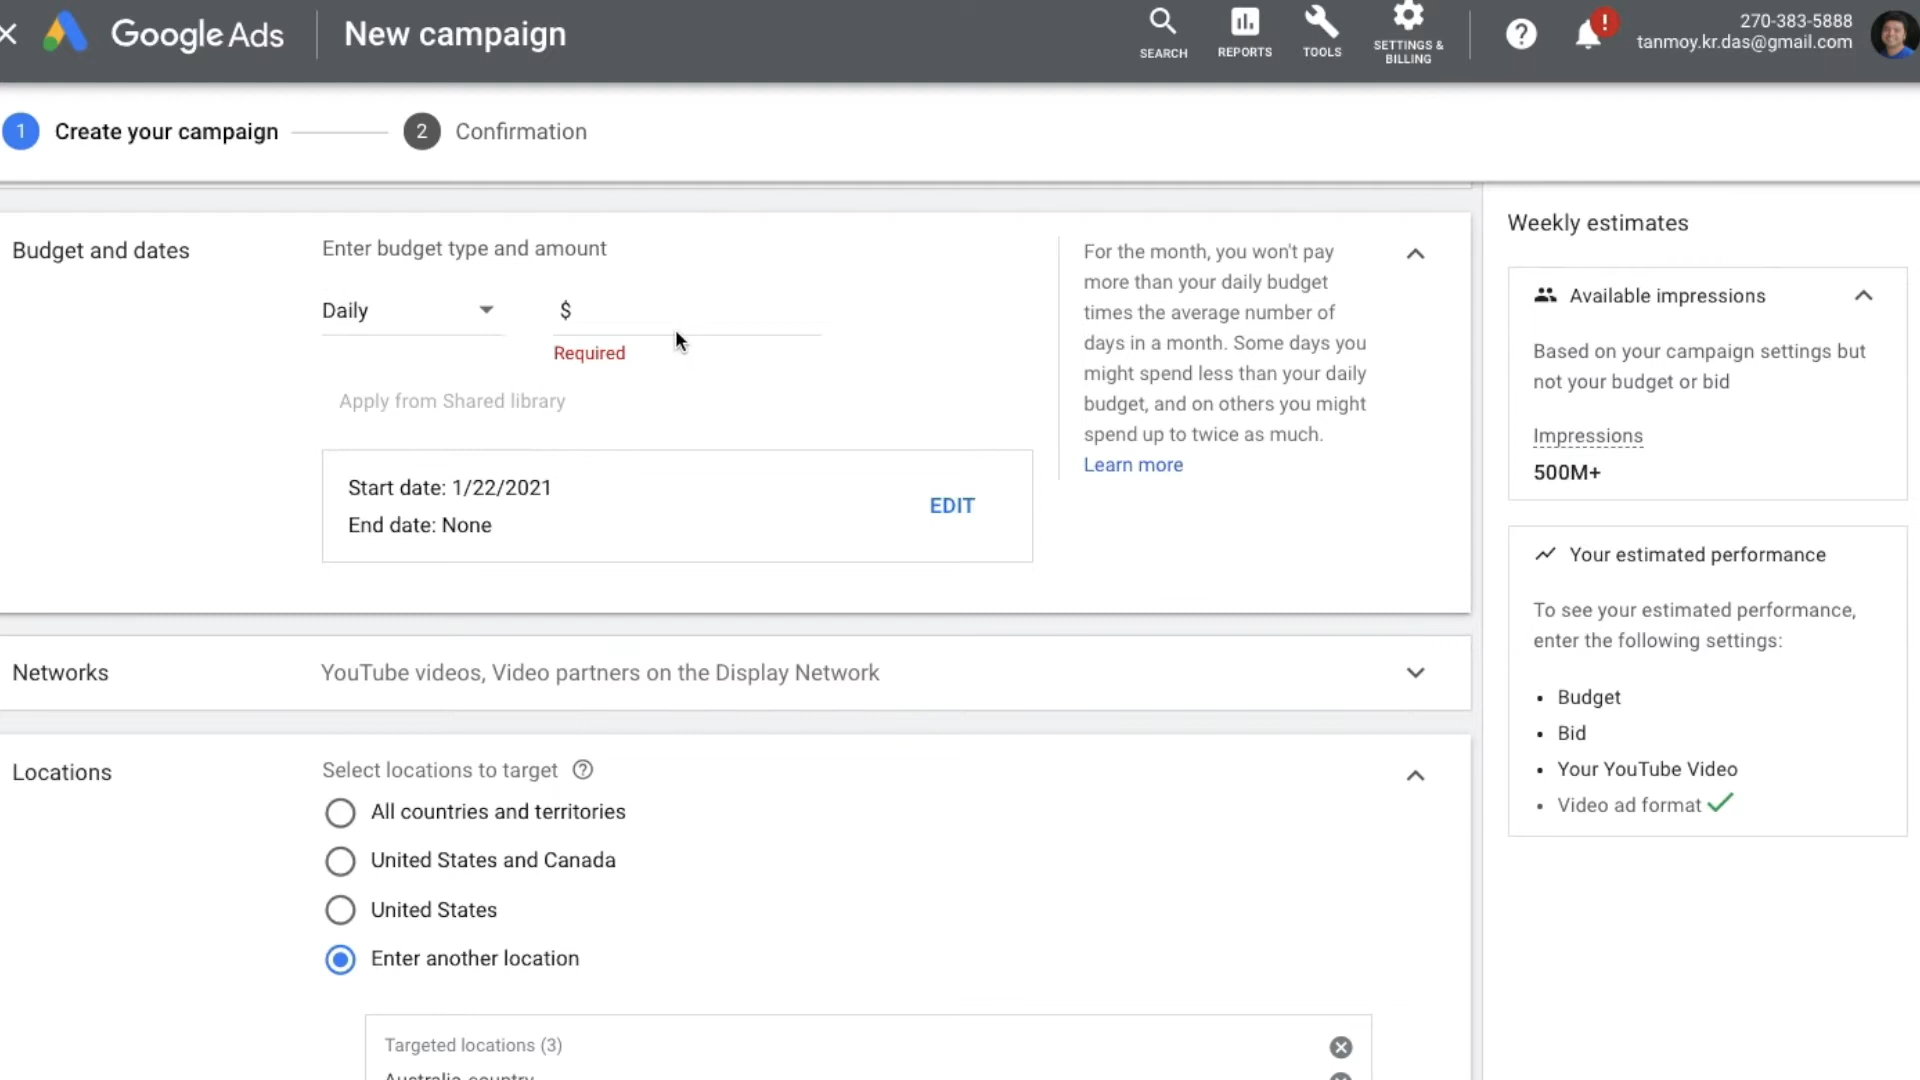 Google Ads
New campaign
SEARCH
REPORTS
TOOLS
SETTINGS &
BILLING
?
!
270-383-5888
tanmoy.kr.das@gmail.com
1 Create your campaign
2 Confirmation
Budget and dates
Enter budget type and amount
Daily
$
Required
Apply from Shared library
Start date: 1/22/2021
End date: None
EDIT
For the month, you won't pay
more than your daily budget
times the average number of
days in a month. Some days you
might spend less than your daily
budget, and on others you might
spend up to twice as much.
Learn more
Networks
YouTube videos, Video partners on the Display Network
Locations
Select locations to target ?
All countries and territories
United States and Canada
United States
Enter another location
Targeted locations (3)
Australia country
Weekly estimates
Available impressions
Based on your campaign settings but
not your budget or bid
Impressions
500M+
Your estimated performance
To see your estimated performance,
enter the following settings:
• Budget
• Bid
• Your YouTube Video
• Video ad format